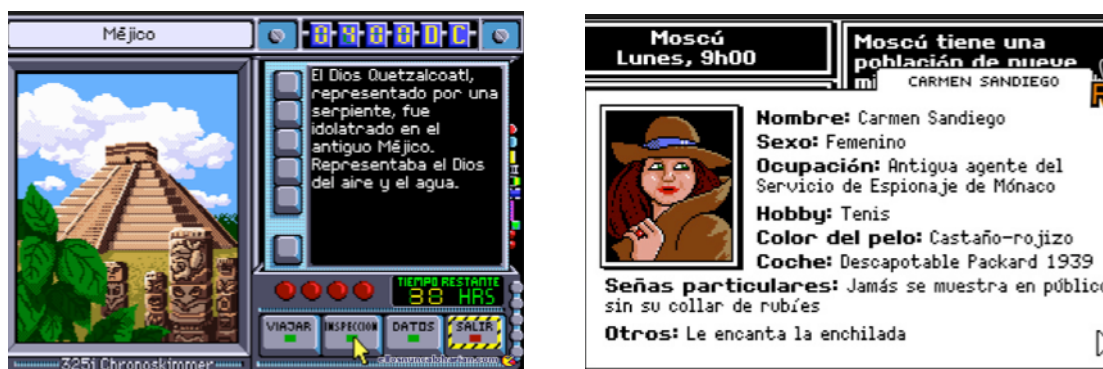 Méjico
0400DC
El Dios Quetzalcoatl,
representado por una
serpiente, fue
idolatrado en el
antiguo Méjico.
Representaba el Dios
del aire y el agua.
TIEMPO RESTANTE
38 HRS
VIAJAR INSPECCION DATOS SALIR
325i Chronoskimmer
Moscú
Lunes, 9h00
Moscú tiene una
población de nueve
mi
CARMEN SANDIEGO
Nombre: Carmen Sandiego
Sexo: Femenino
Ocupación: Antigua agente del
Servicio de Espionaje de Mónaco
Hobby: Tenis
Color del pelo: Castaño-rojizo
Coche: Descapotable Packard 1939
Señas particulares: Jamás se muestra en público
sin su collar de rubíes
Otros: Le encanta la enchilada